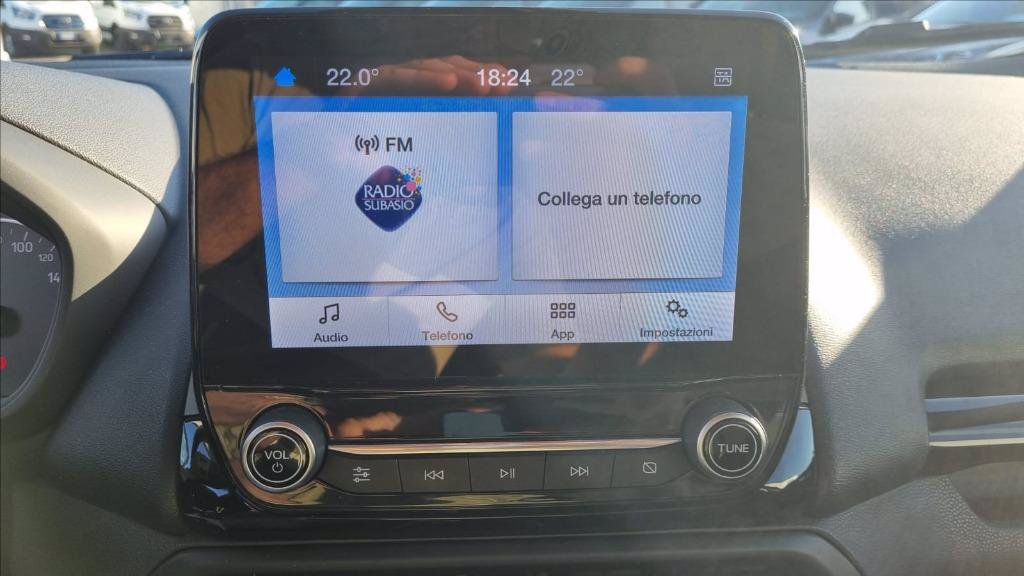 22.0° 18:24 22°
FM
RADIO
SUBASIO
Collega un telefono
Audio Telefono App Impostazioni
100
120
14
VOL
TUNE